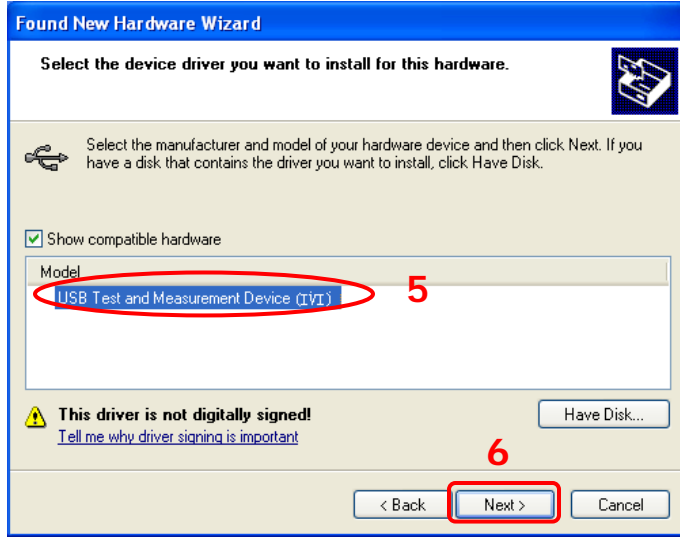 Found New Hardware Wizard
Select the device driver you want to install for this hardware.
Select the manufacturer and model of your hardware device and then click Next. If you
have a disk that contains the driver you want to install, click Have Disk.
Show compatible hardware
Model
USB Test and Measurement Device (IVI)
5
This driver is not digitally signed!
Have Disk...
Tell me why driver signing is important
6
< Back
Next >
Cancel